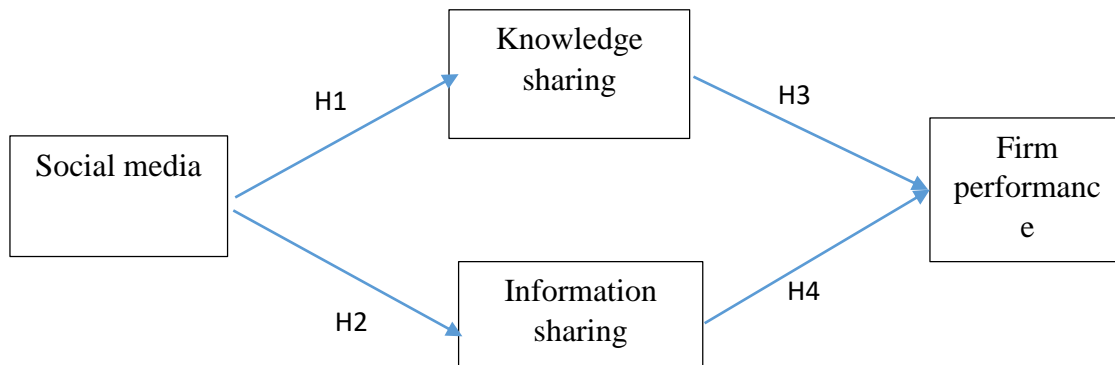 Knowledge
sharing
H1
H3
Social media
Firm
performanc
e
Information
sharing
H2
H4